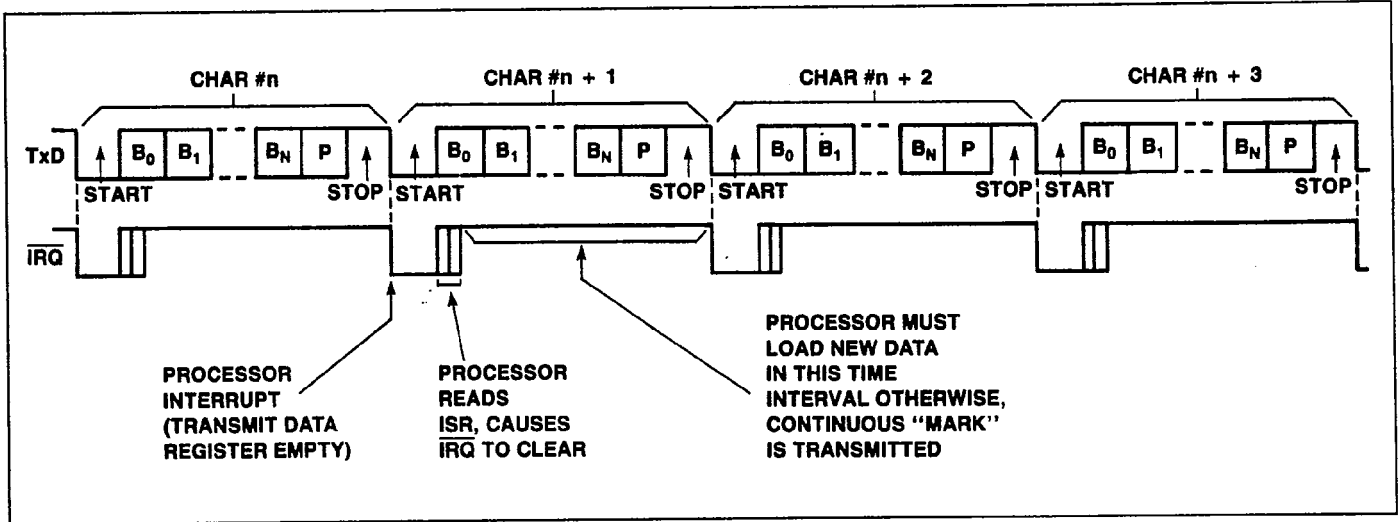 CHAR #n CHAR #n + 1 CHAR #n + 2 CHAR #n + 3
TxD B0 B1 BN P B0 B1 BN P B0 B1 BN P B0 B1 BN P
START STOP START STOP START STOP START STOP
IRQ
PROCESSOR
INTERRUPT
(TRANSMIT DATA
REGISTER EMPTY)
PROCESSOR
READS
ISR, CAUSES
IRQ TO CLEAR
PROCESSOR MUST
LOAD NEW DATA
IN THIS TIME
INTERVAL OTHERWISE,
CONTINUOUS “MARK”
IS TRANSMITTED